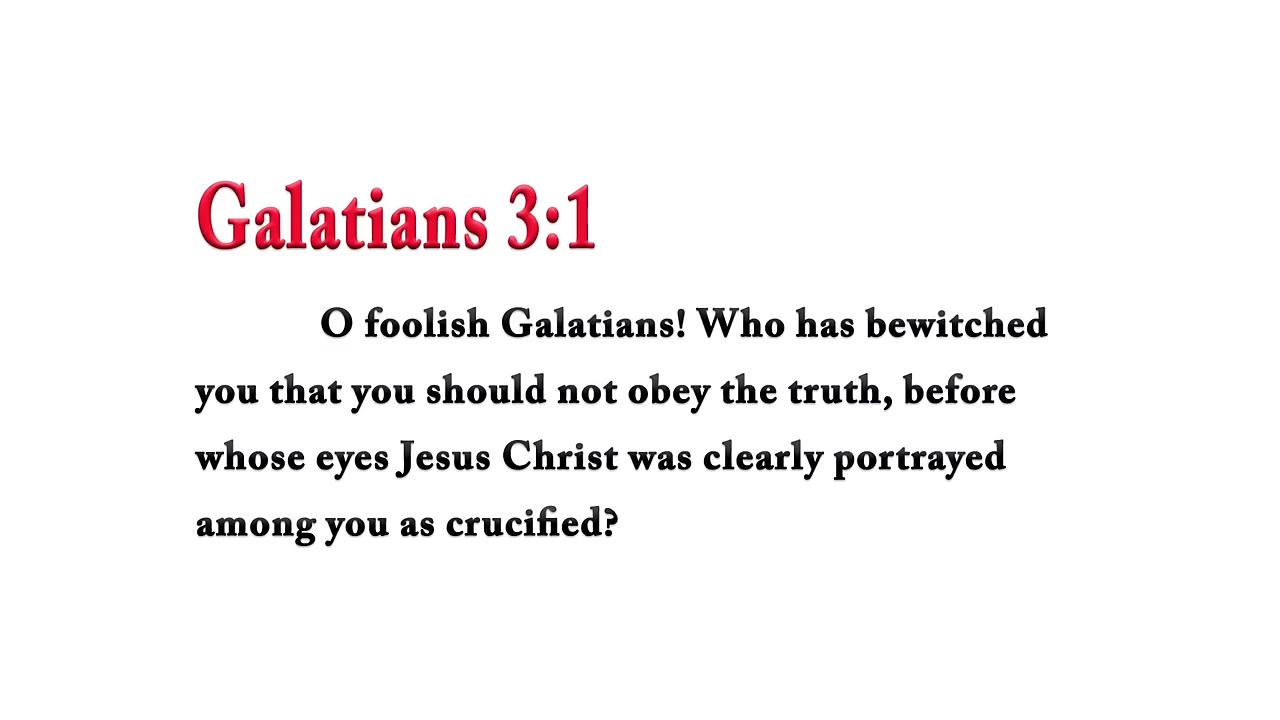 Galatians 3:1
O foolish Galatians! Who has bewitched
you that you should not obey the truth, before
whose eyes Jesus Christ was clearly portrayed
among you as crucified?